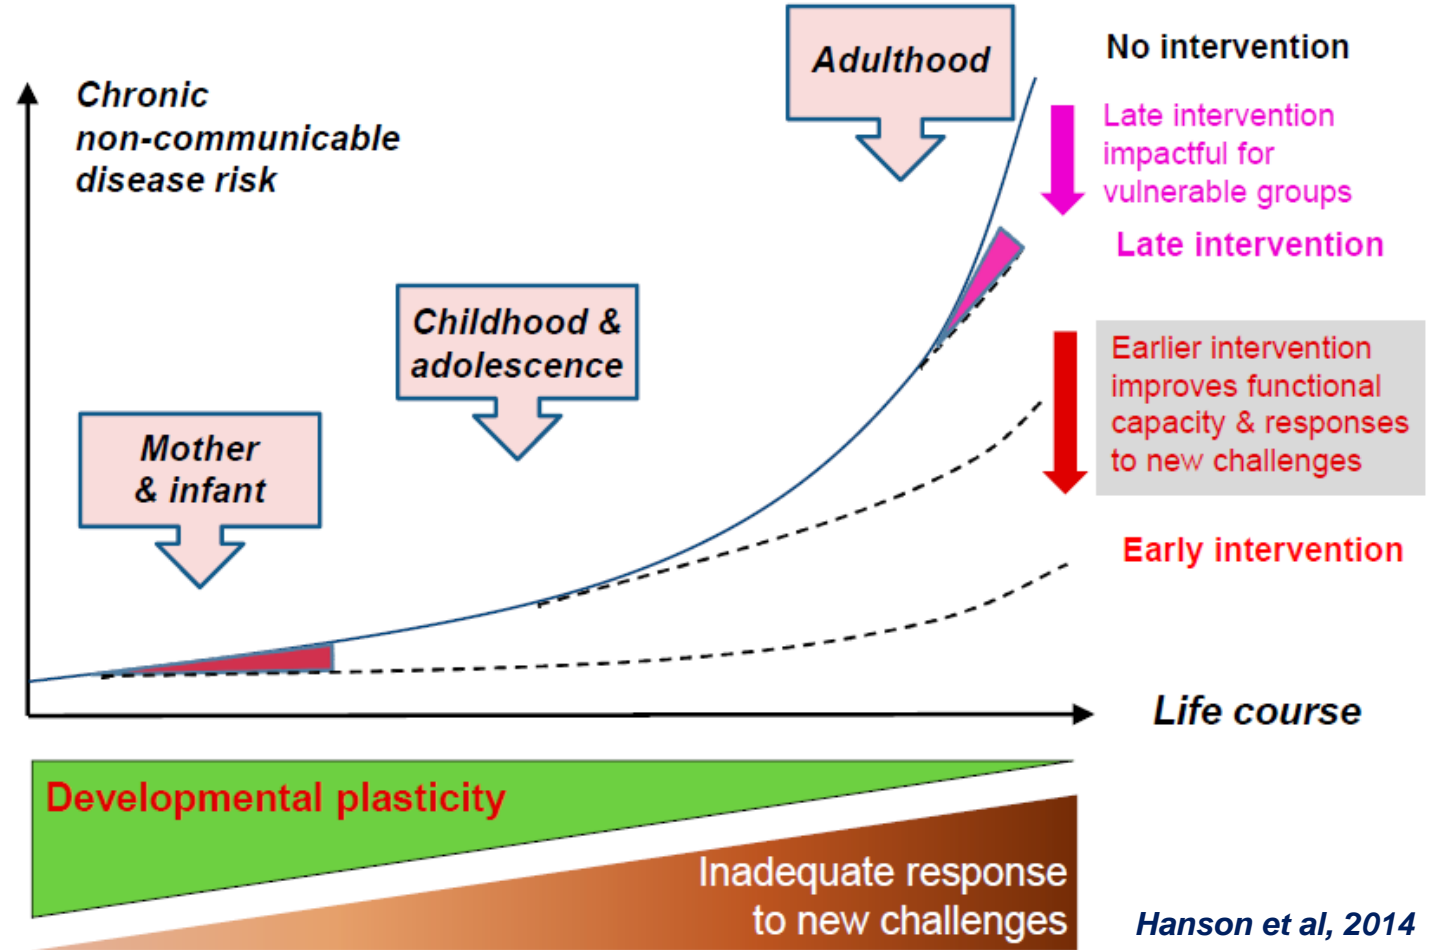 Chronic
non-communicable
disease risk
Mother
& infant
Childhood &
adolescence
Adulthood
No intervention
Late intervention
impactful for
vulnerable groups
Late intervention
Earlier intervention
improves functional
capacity & responses
to new challenges
Early intervention
Life course
Developmental plasticity
Inadequate response
to new challenges
Hanson et al, 2014